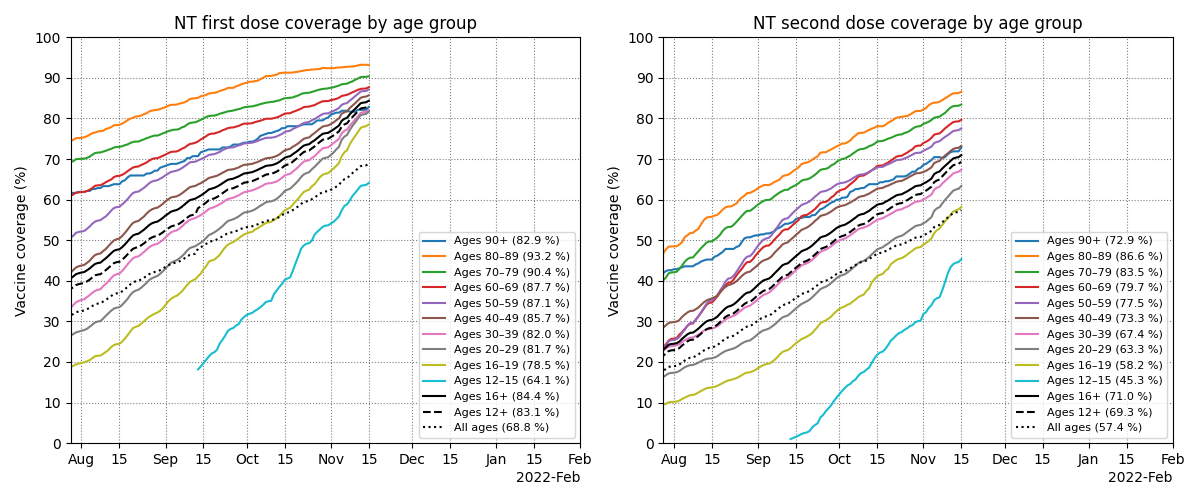 NT first dose coverage by age group
Vaccine coverage (%)
100
90
80
70
60
50
40
30
20
10
0
Aug 15 Sep 15 Oct 15 Nov 15 Dec 15 Jan 15 Feb
2022-Feb
Ages 90+ (82.9 %)
Ages 80–89 (93.2 %)
Ages 70–79 (90.4 %)
Ages 60–69 (87.7 %)
Ages 50–59 (87.1 %)
Ages 40–49 (85.7 %)
Ages 30–39 (82.0 %)
Ages 20–29 (81.7 %)
Ages 16–19 (78.5 %)
Ages 12–15 (64.1 %)
Ages 16+ (84.4 %)
Ages 12+ (83.1 %)
All ages (68.8 %)
NT second dose coverage by age group
Vaccine coverage (%)
100
90
80
70
60
50
40
30
20
10
0
Aug 15 Sep 15 Oct 15 Nov 15 Dec 15 Jan 15 Feb
2022-Feb
Ages 90+ (72.9 %)
Ages 80–89 (86.6 %)
Ages 70–79 (83.5 %)
Ages 60–69 (79.7 %)
Ages 50–59 (77.5 %)
Ages 40–49 (73.3 %)
Ages 30–39 (67.4 %)
Ages 20–29 (63.3 %)
Ages 16–19 (58.2 %)
Ages 12–15 (45.3 %)
Ages 16+ (71.0 %)
Ages 12+ (69.3 %)
All ages (57.4 %)